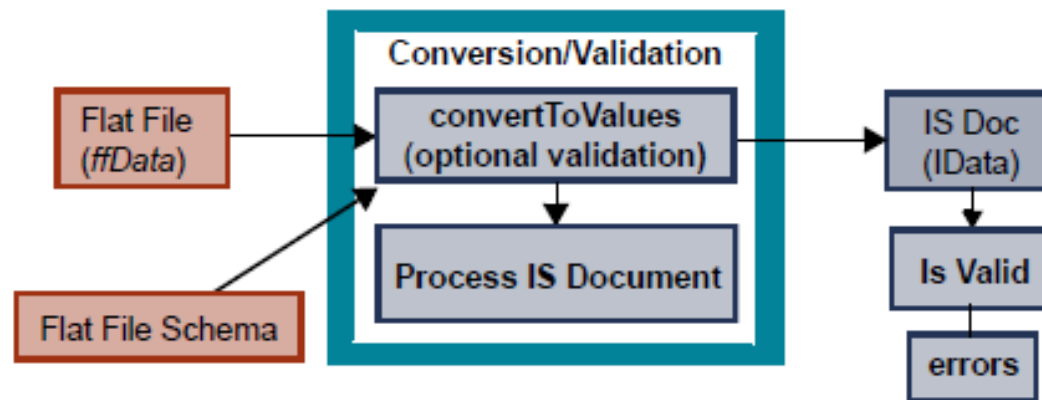 Conversion/Validation
Flat File
(ffData)
convertToValues
(optional validation)
IS Doc
(IData)
Process IS Document
Is Valid
Flat File Schema
errors